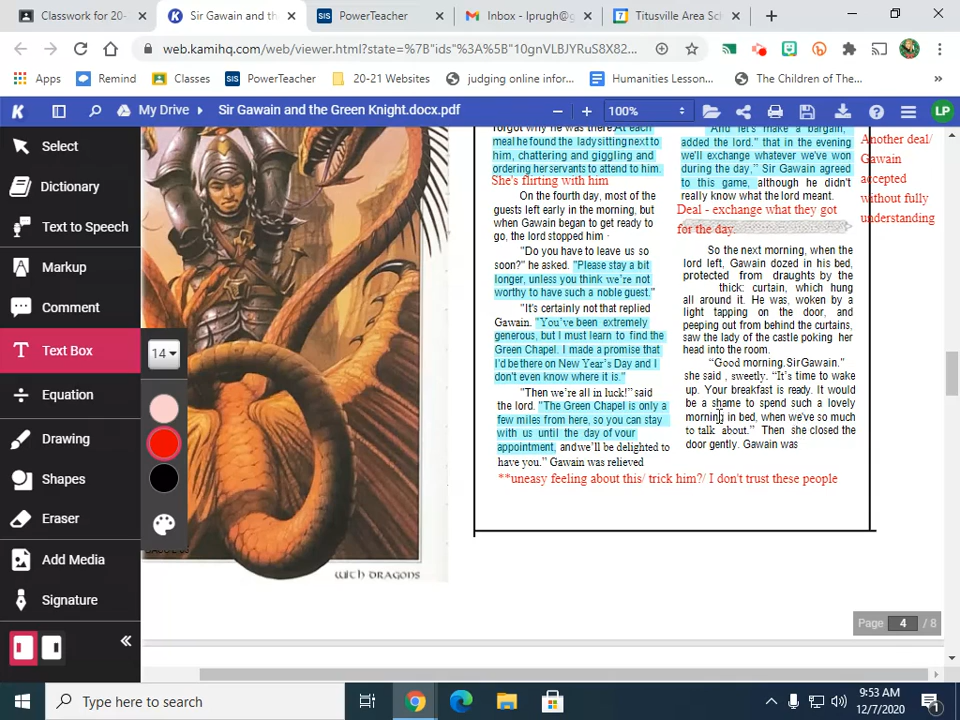 Classwork for 20-
Sir Gawain and th
PowerTeacher
Inbox - lprugh@g
Titusville Area Sc
web.kamihq.com/web/viewer.html?state=%7B"ids"%3A%5B"10gnVLBJYRuS8X82...
Apps
Remind
Classes
PowerTeacher
20-21 Websites
judging online infor...
Humanities Lesson...
The Children of The...
»
K
My Drive
Sir Gawain and the Green Knight.docx.pdf
100%
LP
Select
Dictionary
Text to Speech
Markup
Comment
Text Box
Equation
Drawing
Shapes
Eraser
Add Media
Signature
14
with dragons
forgot why he was there. At each
meal he found the lady sitting next to
him, chattering and giggling and
ordering her servants to attend to him.
She's flirting with him
On the fourth day, most of the
guests left early in the morning, but
when Gawain began to get ready to
go, the lord stopped him
"Do you have to leave us so
soon?" he asked. "Please stay a bit
longer, unless you think we're not
worthy to have such a noble guest."
"It's certainly not that replied
Gawain. "You've been extremely
generous, but I must learn to find the
Green Chapel. I made a promise that
I'd be there on New Year's Day and I
don't even know where it is."
"Then we're all in luck!" said
the lord. "The Green Chapel is only a
few miles from here, so you can stay
with us until the day of vour
appointment, and we'll be delighted to
have you." Gawain was relieved
**uneasy feeling about this/ trick him?/ I don't trust these people
"And let's make a bargain,
added the lord." that in the evening
we'll exchange whatever we've won
during the day," Sir Gawain agreed
to this game, although he didn't
really know what the lord meant.
Deal - exchange what they got
for the day.
So the next morning, when the
lord left, Gawain dozed in his bed,
protected from draughts by the
thick: curtain, which hung
all around it. He was, woken by a
light tapping on the door, and
peeping out from behind the curtains,
saw the lady of the castle poking her
head into the room.
"Good morning. Sir Gawain."
she said , sweetly. "It's time to wake
up. Your breakfast is ready. It would
be a shame to spend such a lovely
morning in bed, when we've so much
to talk about." Then she closed the
door gently. Gawain was
Another deal/
Gawain
accepted
without fully
understanding
Page 4 / 8
Type here to search
9:53 AM
12/7/2020